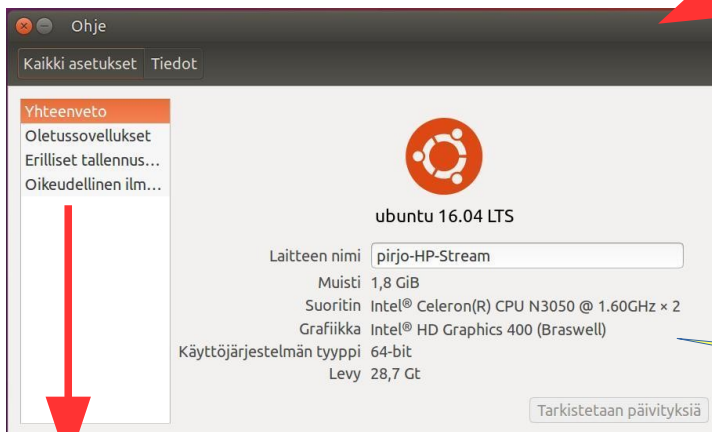 Ohje
Kaikki asetukset Tiedot
Yhteenveto
Oletussovellukset
Erilliset tallennus…
Oikeudellinen ilm…
ubuntu 16.04 LTS
Laitteen nimi pirjo-HP-Stream
Muisti 1,8 GiB
Suoritin Intel® Celeron(R) CPU N3050 @ 1.60GHz × 2
Grafiikka Intel® HD Graphics 400 (Braswell)
Käyttöjärjestelmän tyyppi 64-bit
Levy 28,7 Gt
Tarkistetaan päivityksiä